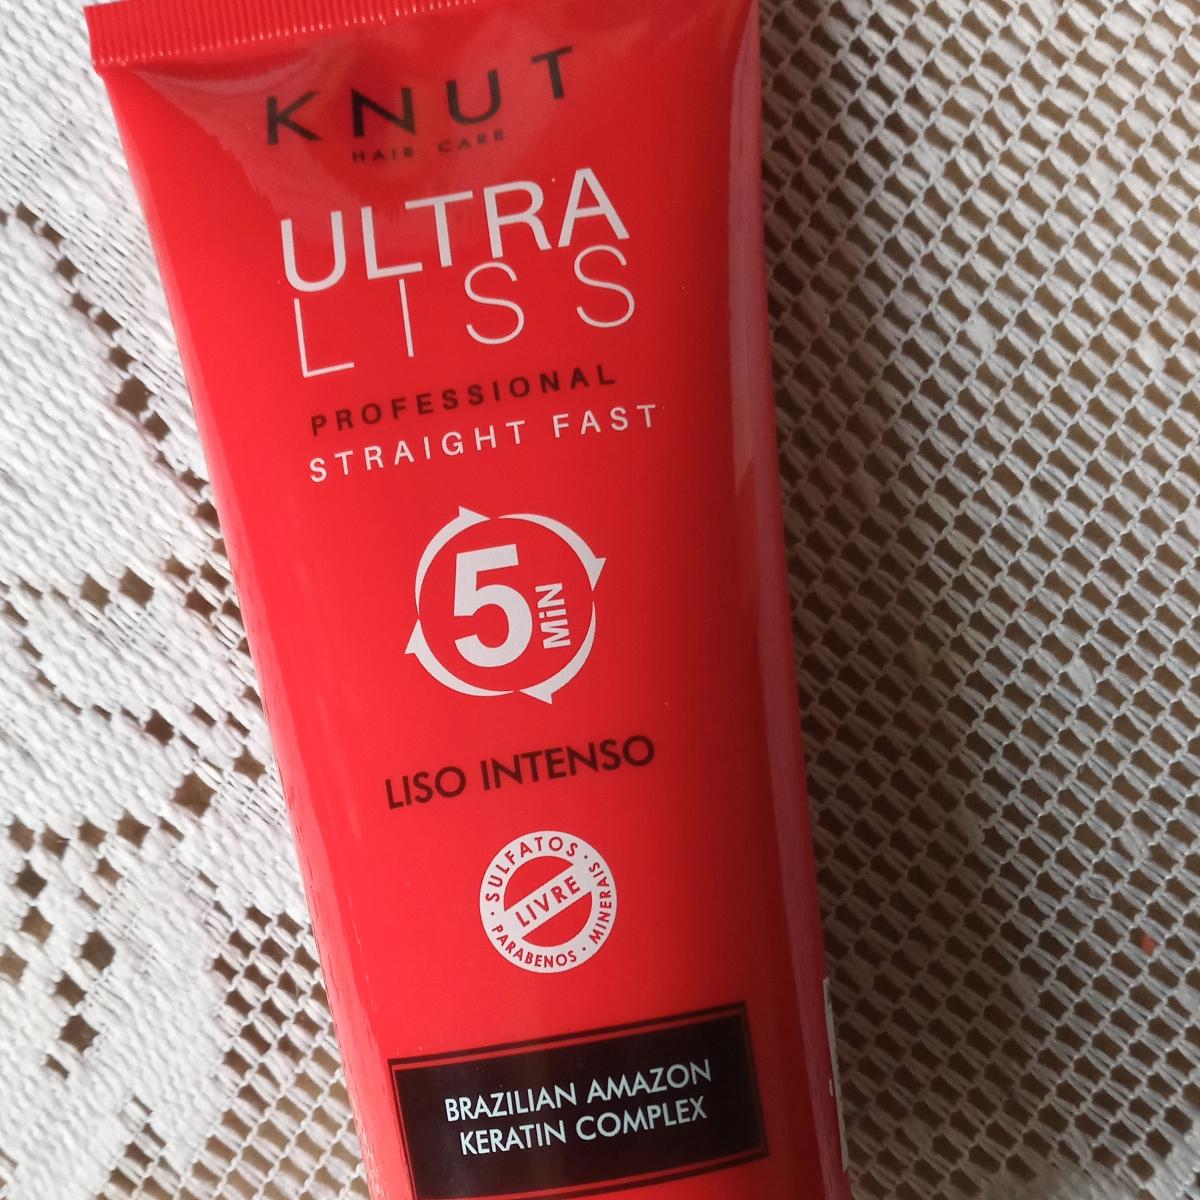 KNUT
HAIR CARE
ULTRA
LISS
PROFESSIONAL
STRAIGHT FAST
5 MiN
LISO INTENSO
SULFATOS · MINERAIS · PARABENOS ·
LIVRE
BRAZILIAN AMAZON
KERATIN COMPLEX